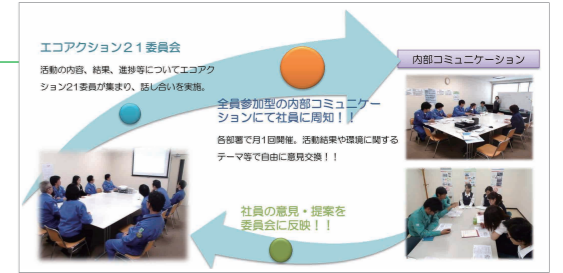 エコアクション21委員会
活動の内容、結果、進捗等についてエコアク
ション21委員が集まり、話し合いを実施。
内部コミュニケーション
全員参加型の内部コミュニケー
ションにて社員に周知!!
各部署で月1回開催。活動結果や環境に関する
テーマ等で自由に意見交換!!
社員の意見・提案を
委員会に反映!!